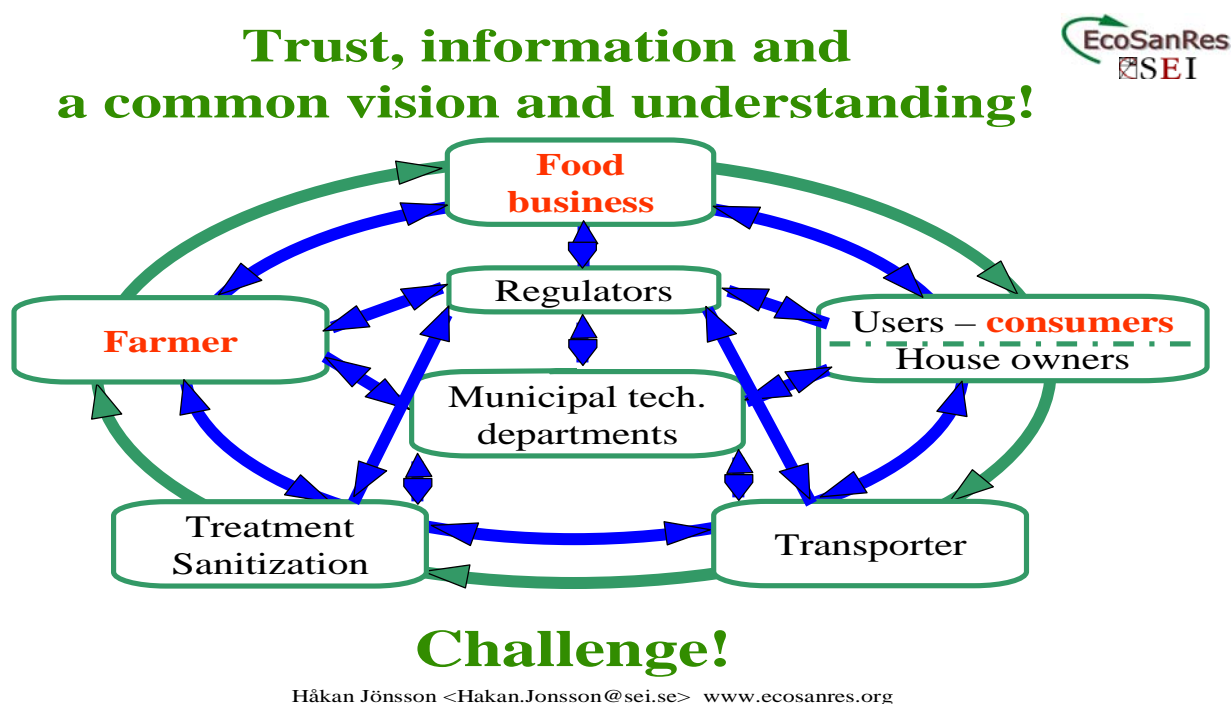 Trust, information and
a common vision and understanding!
EcoSanRes
SEI
Food
business
Regulators
Farmer
Users – consumers
House owners
Municipal tech.
departments
Treatment
Sanitization
Transporter
Challenge!
Håkan Jönsson <Hakan.Jonsson@sei.se> www.ecosanres.org